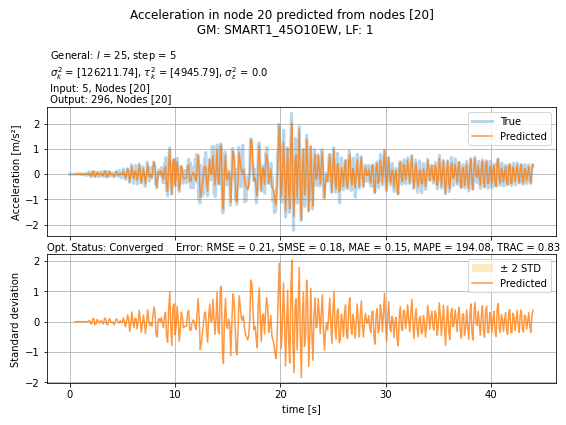 Acceleration in node 20 predicted from nodes [20]
GM: SMART1_45O10EW, LF: 1
General: l = 25, step = 5
σ²ₖ = [126211.74], τ²ₖ = [4945.79], σ²ε = 0.0
Input: 5, Nodes [20]
Output: 296, Nodes [20]
Acceleration [m/s²]
2
1
0
−1
−2
True
Predicted
Opt. Status: Converged Error: RMSE = 0.21, SMSE = 0.18, MAE = 0.15, MAPE = 194.08, TRAC = 0.83
Standard deviation
2
1
0
−1
−2
± 2 STD
Predicted
0 10 20 30 40
time [s]